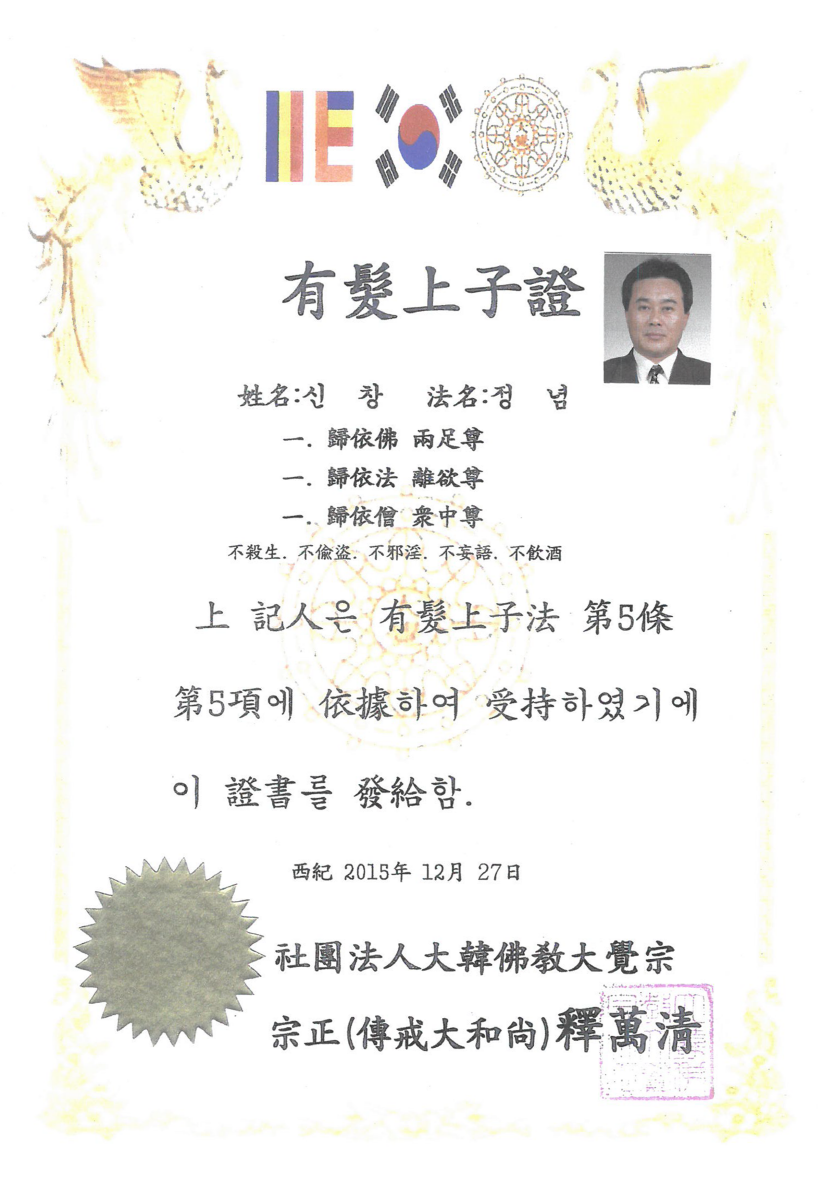 大覺
有髮上子證
姓名:신 창 法名:정 념
一. 歸依佛 兩足尊
一. 歸依法 離欲尊
一. 歸依僧 衆中尊
不殺生. 不偸盜. 不邪淫. 不妄語. 不飮酒
上 記人은 有髮上子法 第5條
第5項에 依據하여 受持하였기에
이 證書를 發給함.
西紀 2015年 12月 27日
社團法人大韓佛敎大覺宗
宗正(傳戒大和尙)釋萬淸